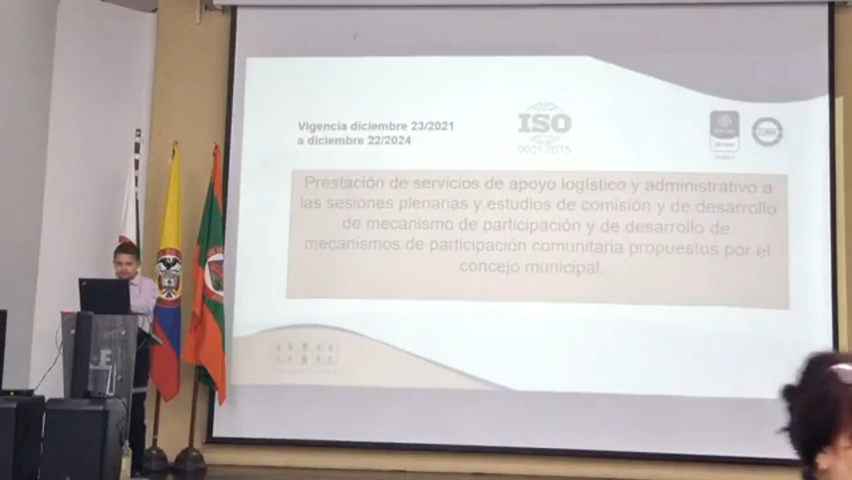 Vigencia diciembre 23/2021
a diciembre 22/2024
ISO
9001:2015
Prestación de servicios de apoyo logístico y administrativo a
las sesiones plenarias y estudios de comisión y de desarrollo
de mecanismo de participación y de desarrollo de
mecanismos de participación comunitaria propuestos por el
concejo municipal.